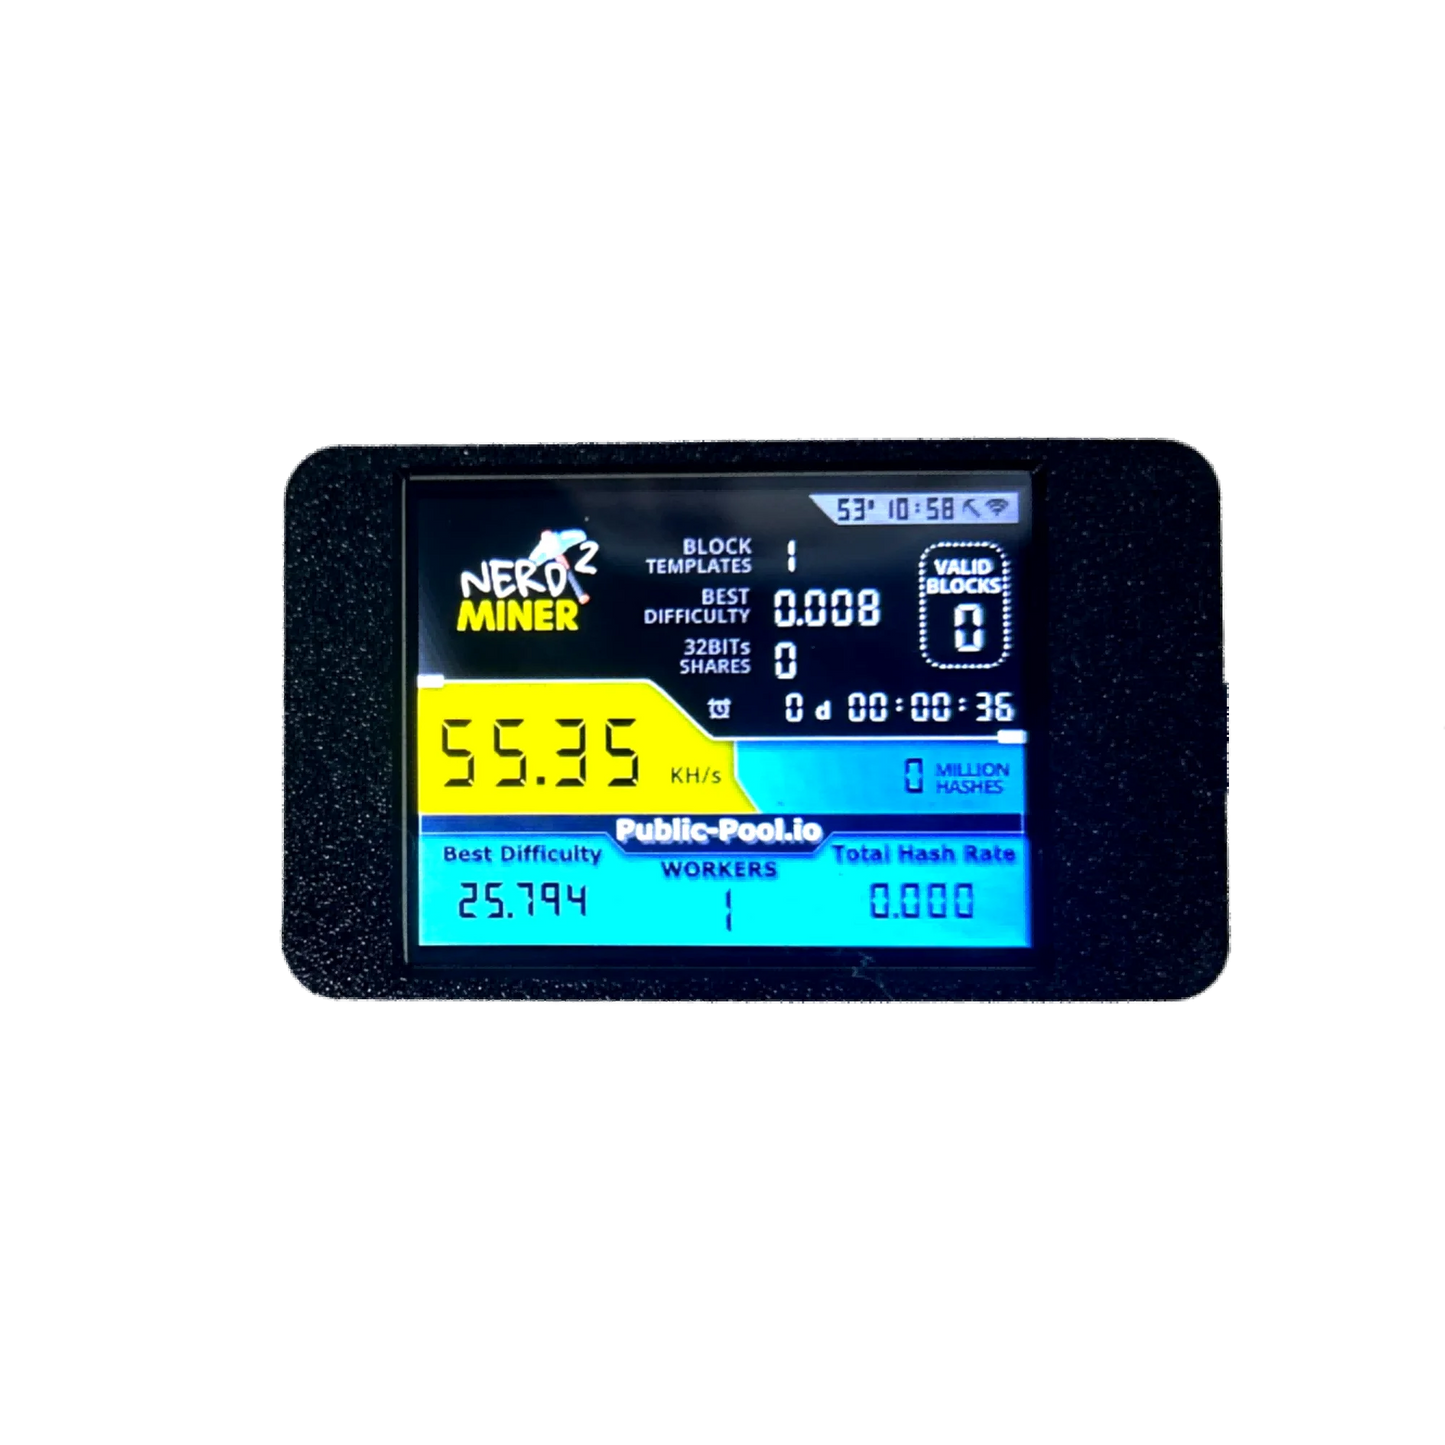 53° 10:58
NERD 2
MINER
BLOCK
TEMPLATES 1
BEST
DIFFICULTY 0.008
32BITs
SHARES 0
VALID
BLOCKS
0
0 d 00:00:36
55.35 KH/s
0 MILLION
HASHES
Public-Pool.io
Best Difficulty WORKERS Total Hash Rate
25.794 1 0.000